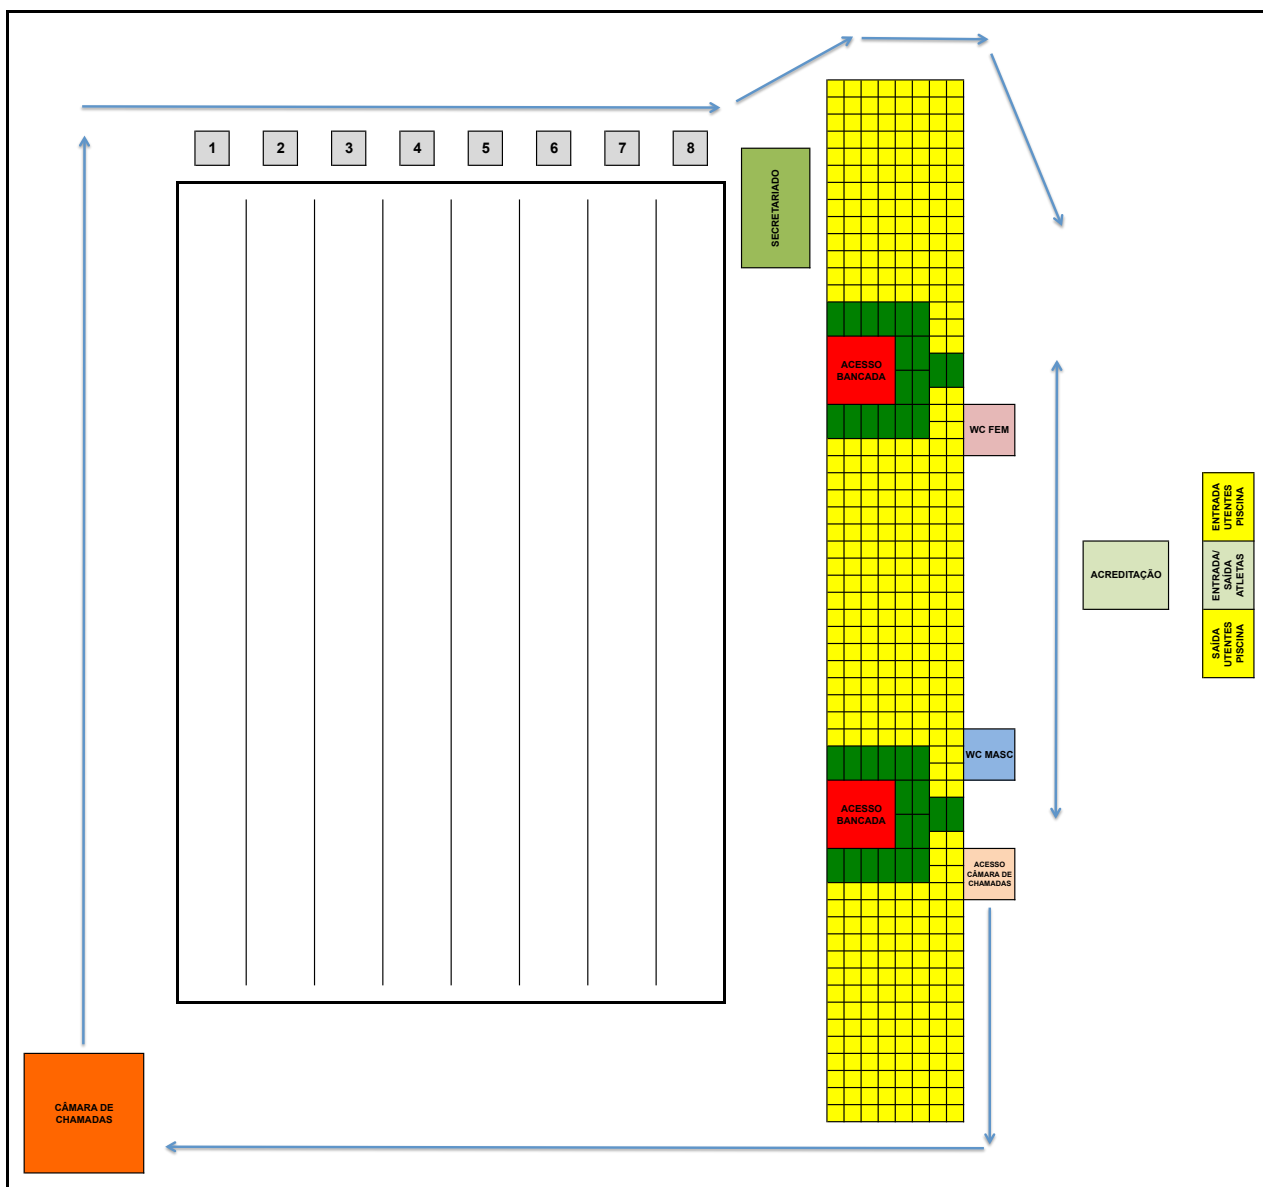 1 2 3 4 5 6 7 8
SECRETARIADO
ACESSO
BANCADA
WC FEM
ENTRADA
UTENTES
PISCINA
ACREDITAÇÃO
ENTRADA/
SAÍDA
ATLETAS
SAÍDA
UTENTES
PISCINA
WC MASC
ACESSO
BANCADA
ACESSO
CÂMARA DE
CHAMADAS
CÂMARA DE
CHAMADAS